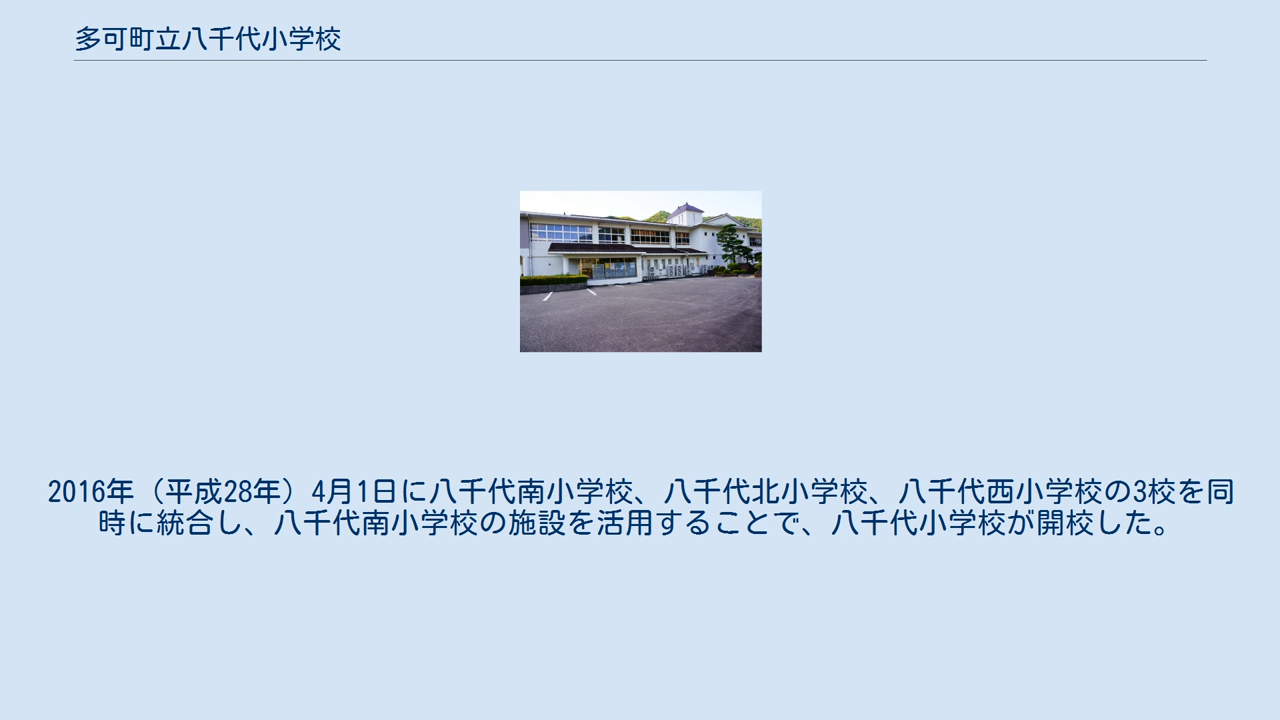 多可町立八千代小学校
2016年（平成28年）4月1日に八千代南小学校、八千代北小学校、八千代西小学校の3校を同
時に統合し、八千代南小学校の施設を活用することで、八千代小学校が開校した。